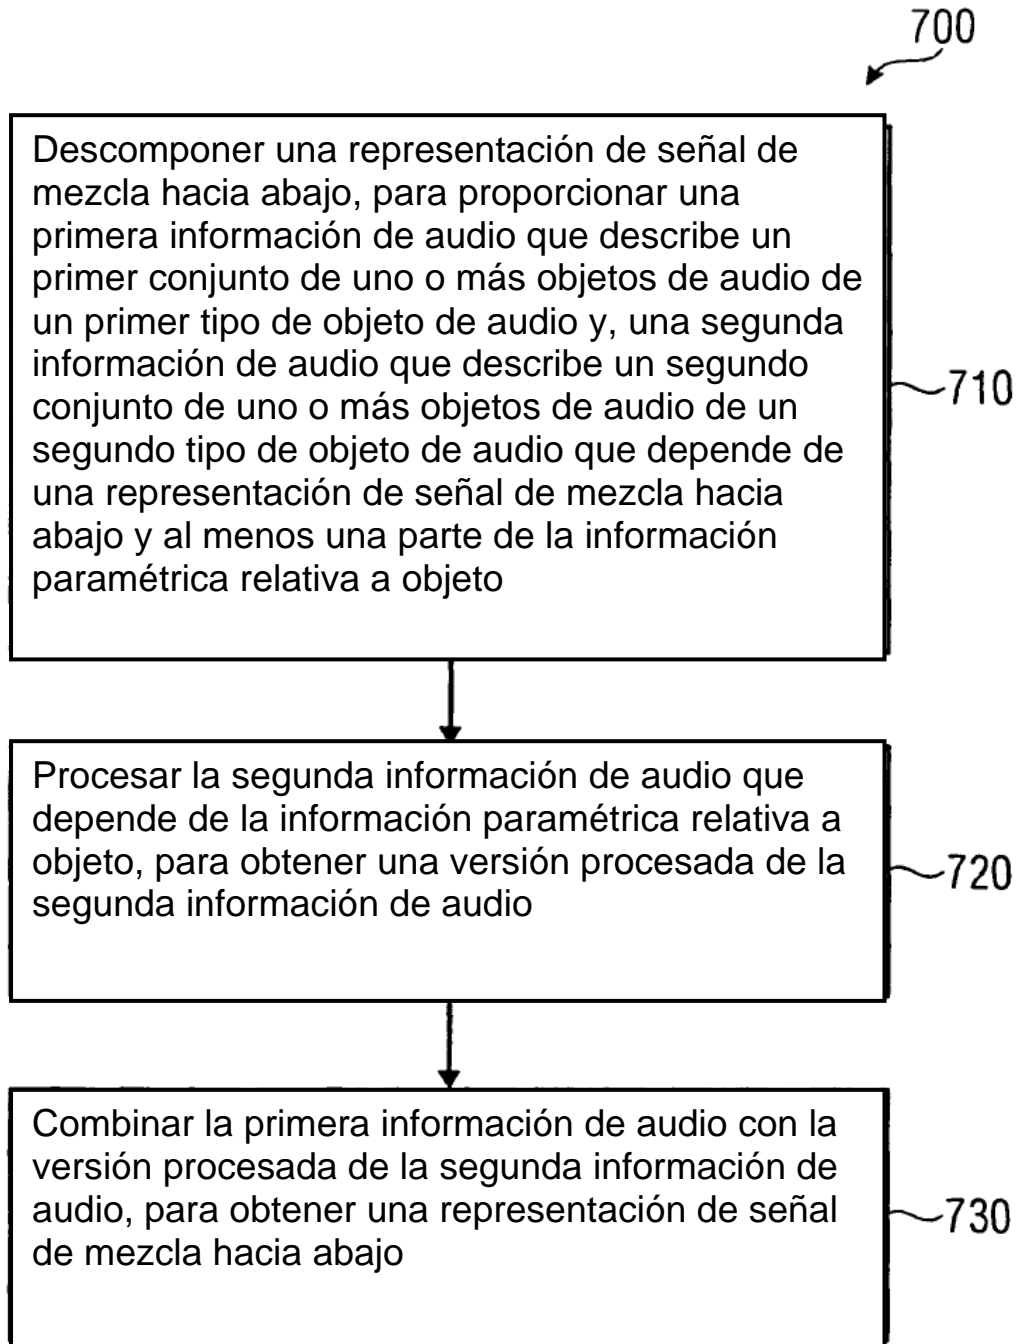 700
Descomponer una representación de señal de
mezcla hacia abajo, para proporcionar una
primera información de audio que describe un
primer conjunto de uno o más objetos de audio de
un primer tipo de objeto de audio y, una segunda
información de audio que describe un segundo
conjunto de uno o más objetos de audio de un
segundo tipo de objeto de audio que depende de
una representación de señal de mezcla hacia
abajo y al menos una parte de la información
paramétrica relativa a objeto
710
Procesar la segunda información de audio que
depende de la información paramétrica relativa a
objeto, para obtener una versión procesada de la
segunda información de audio
720
Combinar la primera información de audio con la
versión procesada de la segunda información de
audio, para obtener una representación de señal
de mezcla hacia abajo
730